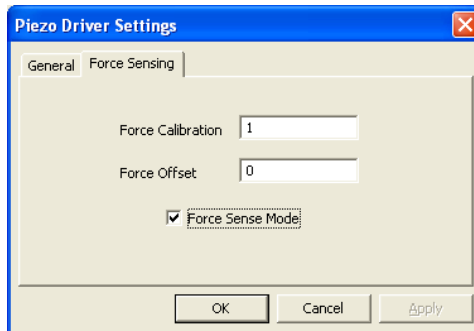 Piezo Driver Settings
General Force Sensing
Force Calibration 1
Force Offset 0
Force Sense Mode
OK Cancel Apply